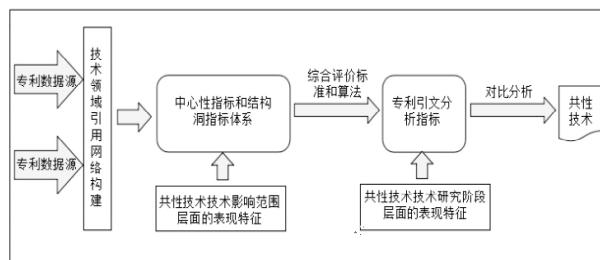 专利数据源
专利数据源
技
术
领
域
引
用
网
络
构
建
中心性指标和结构
洞指标体系
综合评价标
准和算法
专利引文分
析指标
对比分析
共性
技术
共性技术技术影响范围
层面的表现特征
共性技术技术研究阶段
层面的表现特征